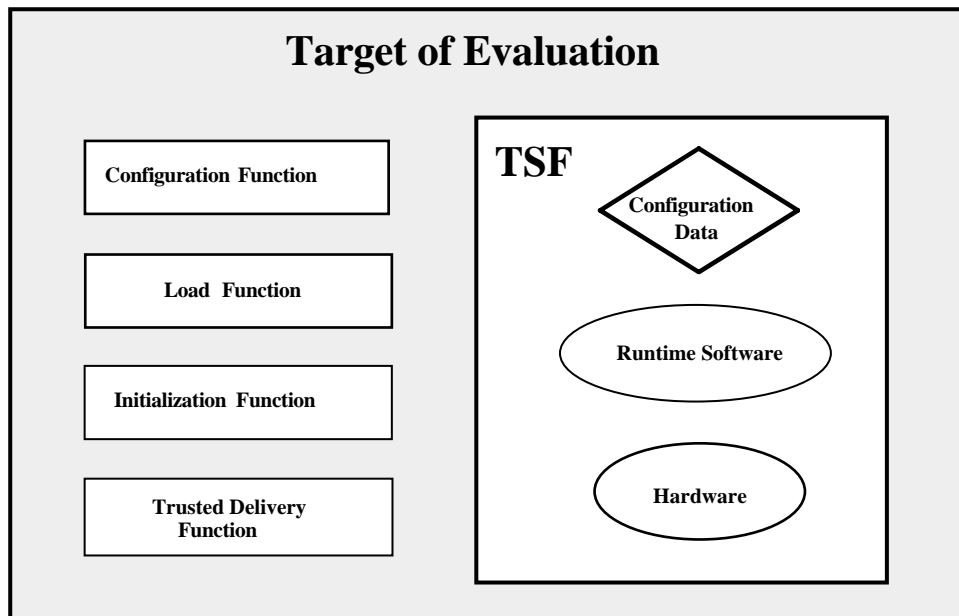 Target of Evaluation
Configuration Function
Load Function
Initialization Function
Trusted Delivery
Function
TSF
Configuration
Data
Runtime Software
Hardware